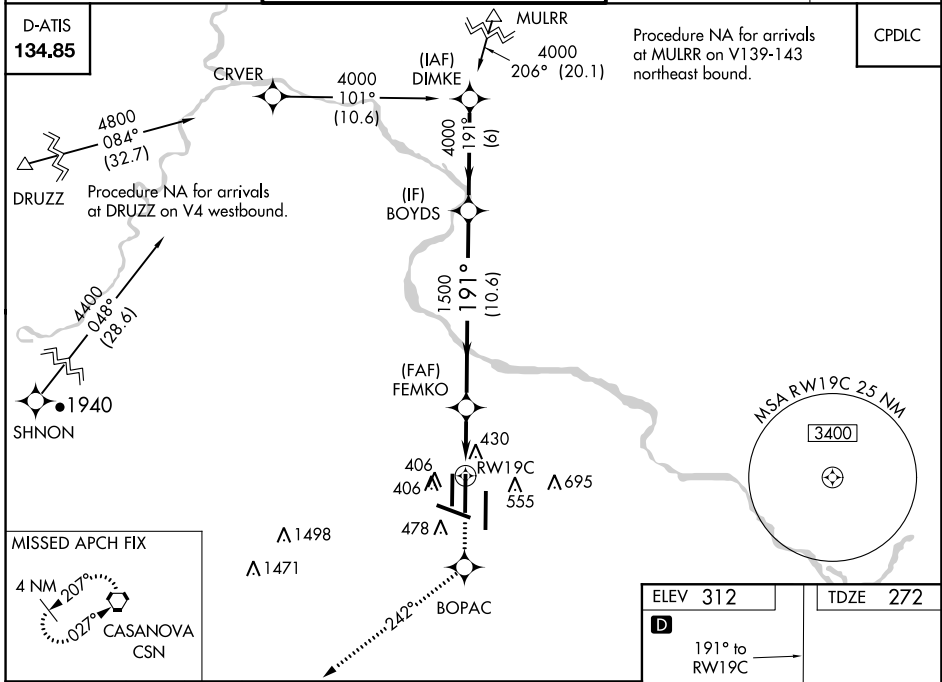 D-ATIS
134.85
MULRR
4000
206° (20.1)
Procedure NA for arrivals
at MULRR on V139-143
northeast bound.
CPDLC
CRVER
4000
101°
(10.6)
(IAF)
DIMKE
4000
191°
(6)
4800
084°
(32.7)
DRUZZ
Procedure NA for arrivals
at DRUZZ on V4 westbound.
(IF)
BOYDS
1500
191°
(10.6)
4400
048°
(28.6)
SHNON
1940
(FAF)
FEMKO
430
RW19C
406
406
555
695
478
1498
1471
BOPAC
242°
MSA RW19C 25 NM
3400
MISSED APCH FIX
4 NM
207°
027°
CASANOVA
CSN
ELEV 312
TDZE 272
D
191° to
RW19C